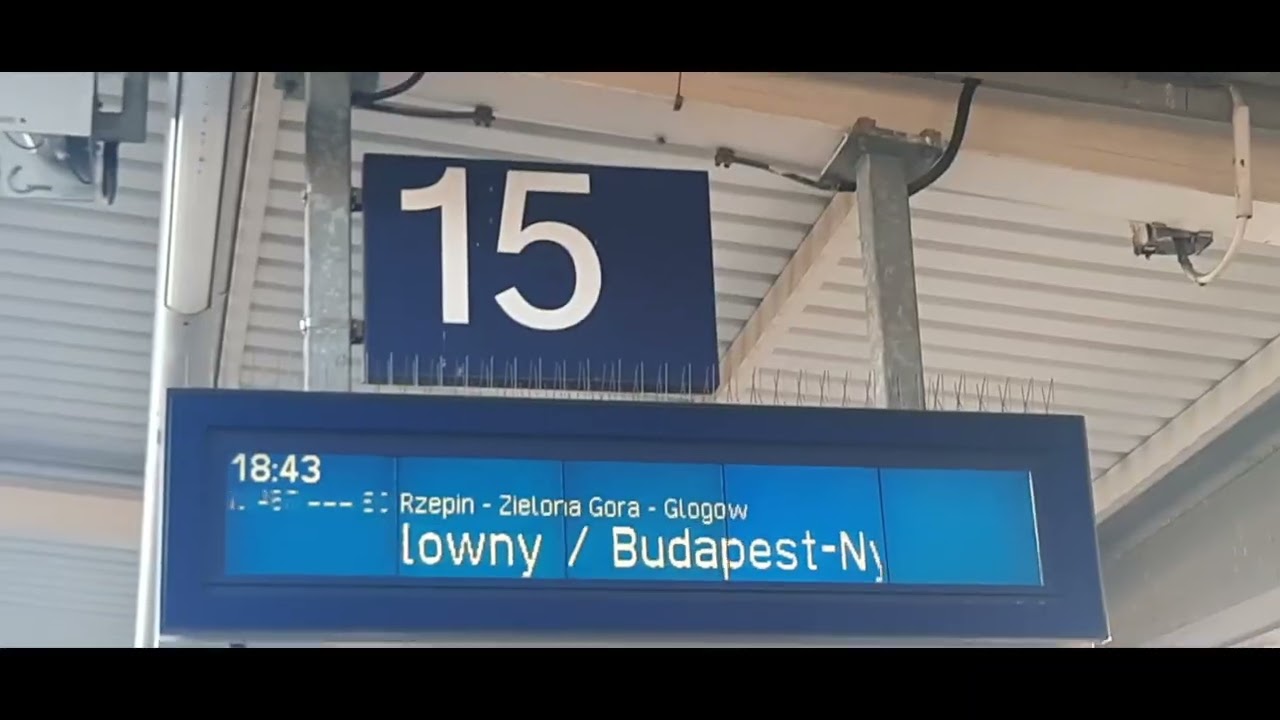 15
18:43
Rzepin - Zielona Gora - Glogow
lowny / Budapest-Ny